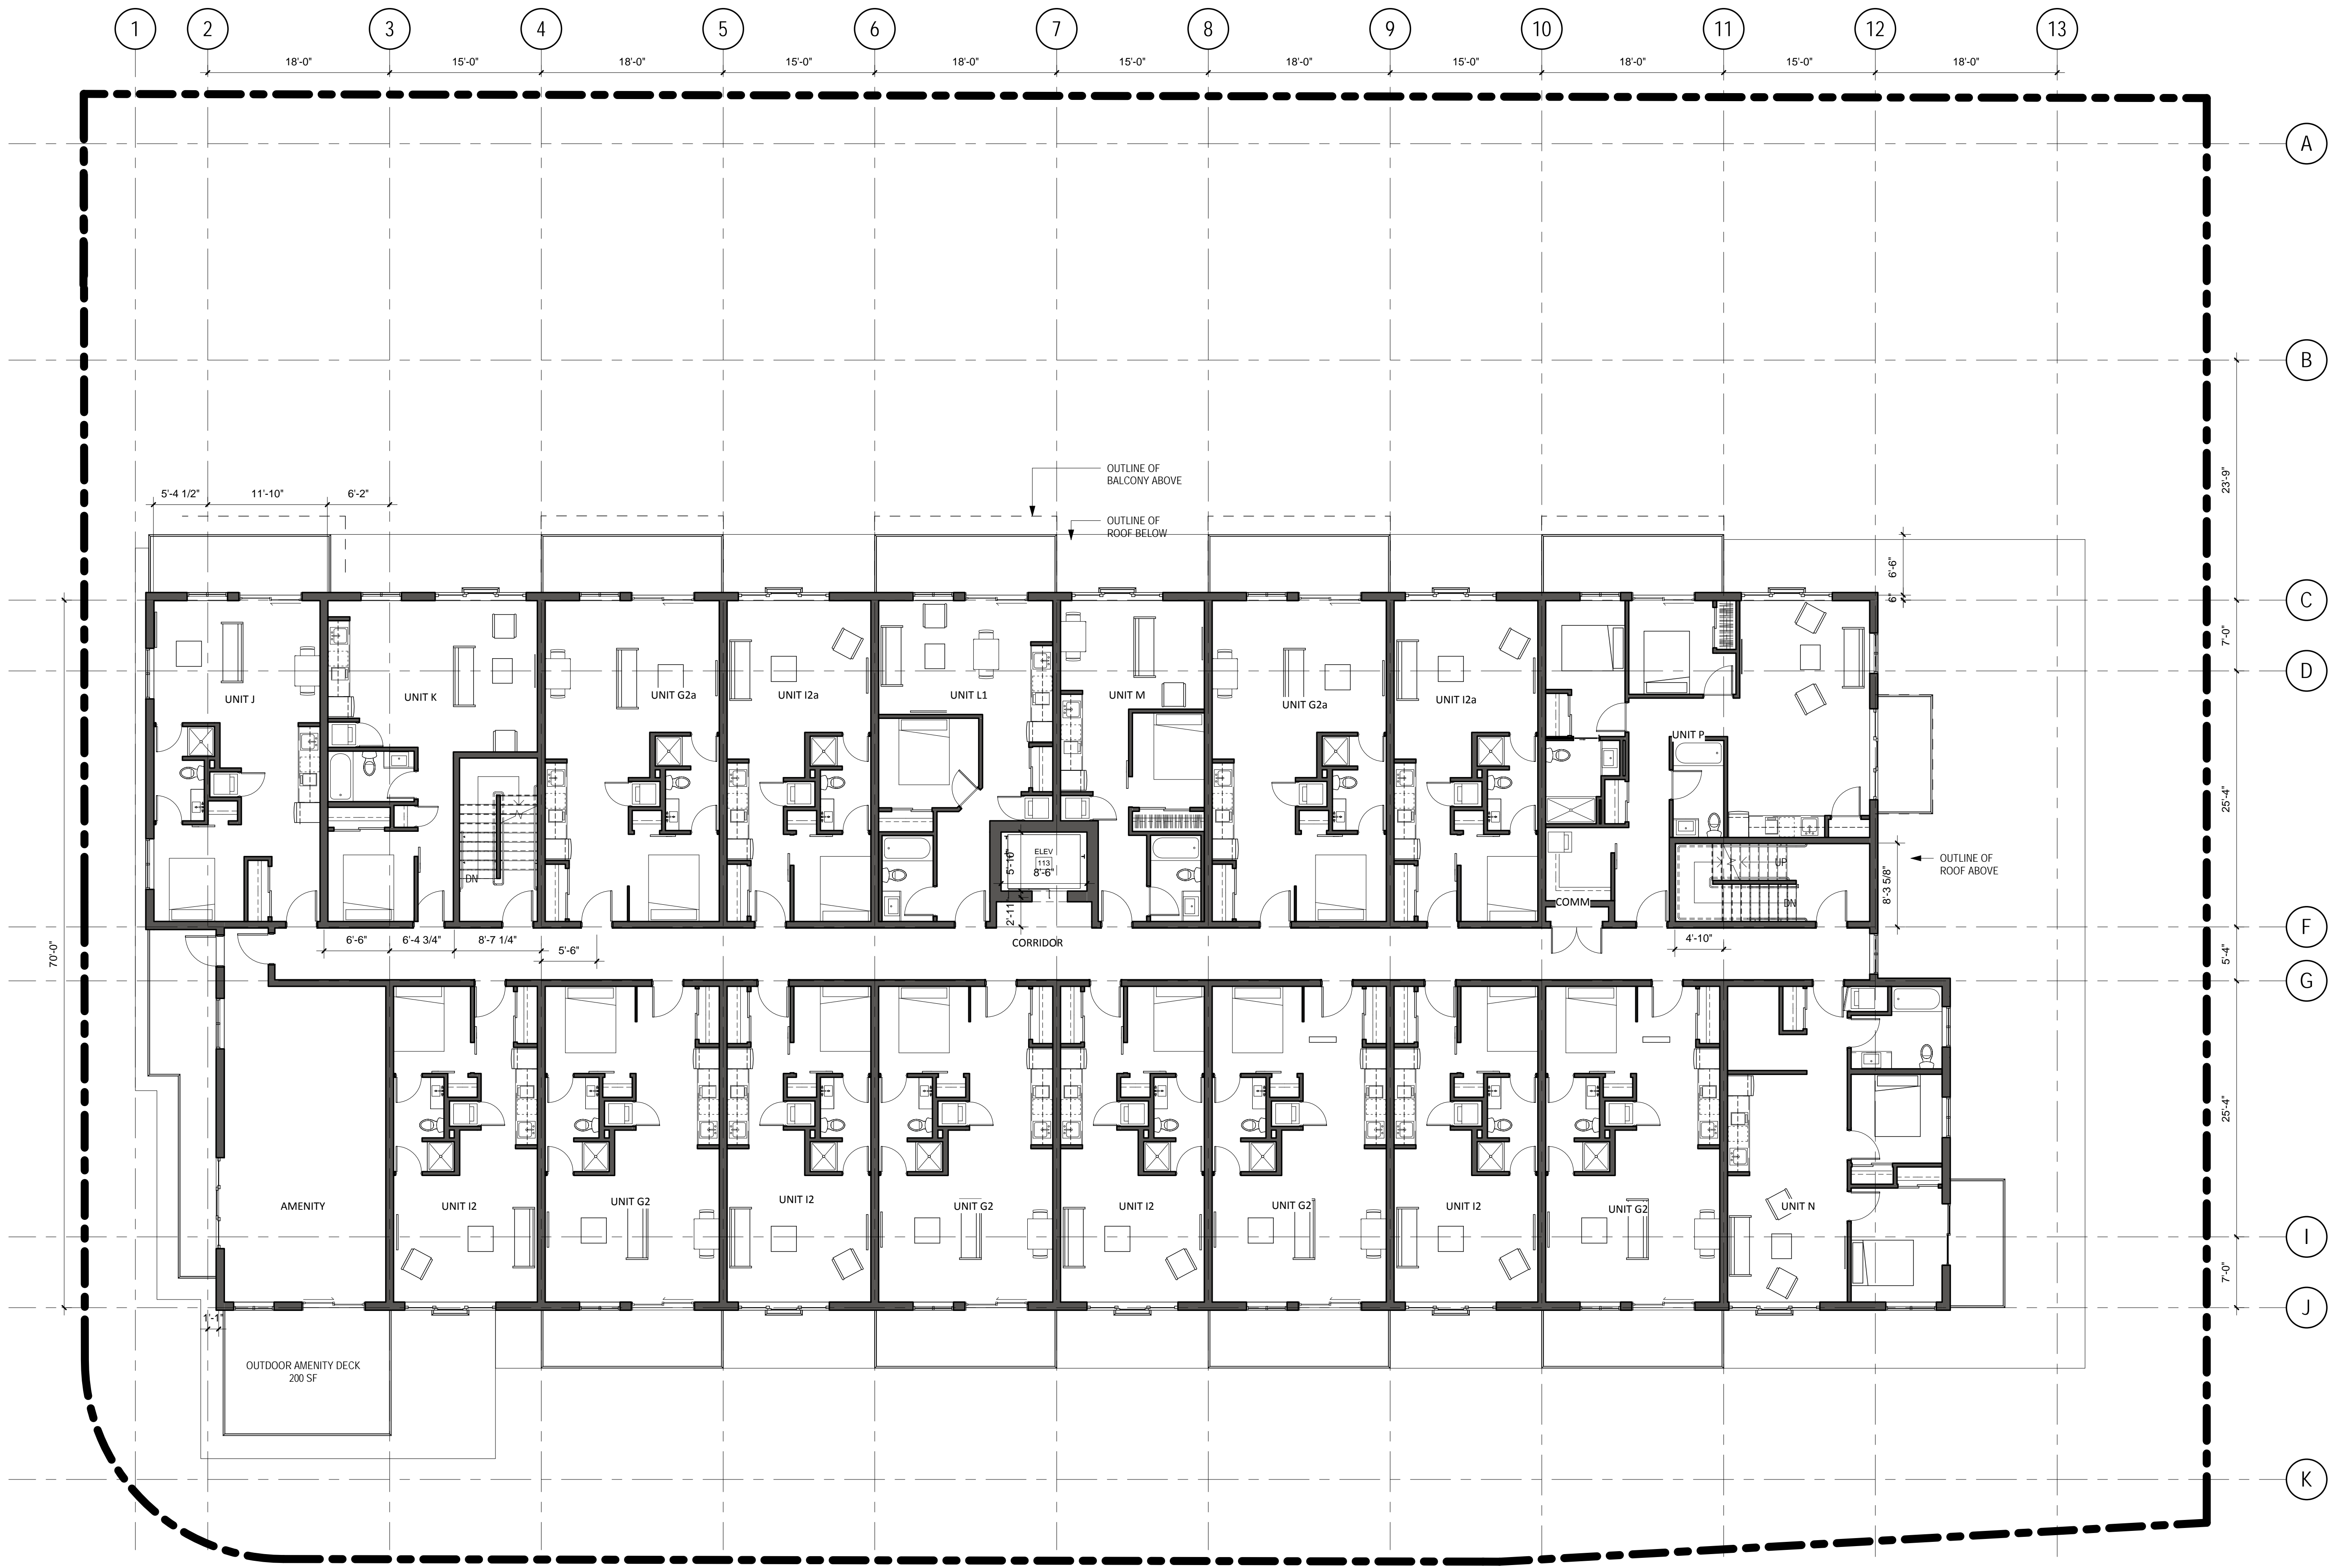 1 2 3 4 5 6 7 8 9 10 11 12 13
18'-0" 15'-0" 18'-0" 15'-0" 18'-0" 15'-0" 18'-0" 15'-0" 18'-0" 15'-0" 18'-0"
A
B
23'-9"
OUTLINE OF
BALCONY ABOVE
5'-4 1/2" 11'-10" 6'-2"
OUTLINE OF
ROOF BELOW
6'-6"
6"
C
7'-0"
D
UNIT J
UNIT K
UNIT G2a
UNIT I2a
UNIT L1
UNIT M
UNIT G2a
UNIT I2a
UNIT P
25'-4"
ELEV
113
5'-10"
8'-6"
2'-11"
DN
UP
DN
COMM
8'-3 5/8"
OUTLINE OF
ROOF ABOVE
F
70'-0"
6'-6" 6'-4 3/4" 8'-7 1/4"
5'-6"
CORRIDOR
4'-10"
5'-4"
G
25'-4"
AMENITY
UNIT I2
UNIT G2
UNIT I2
UNIT G2
UNIT I2
UNIT G2
UNIT I2
UNIT G2
UNIT N
I
7'-0"
J
1'-1"
OUTDOOR AMENITY DECK
200 SF
K